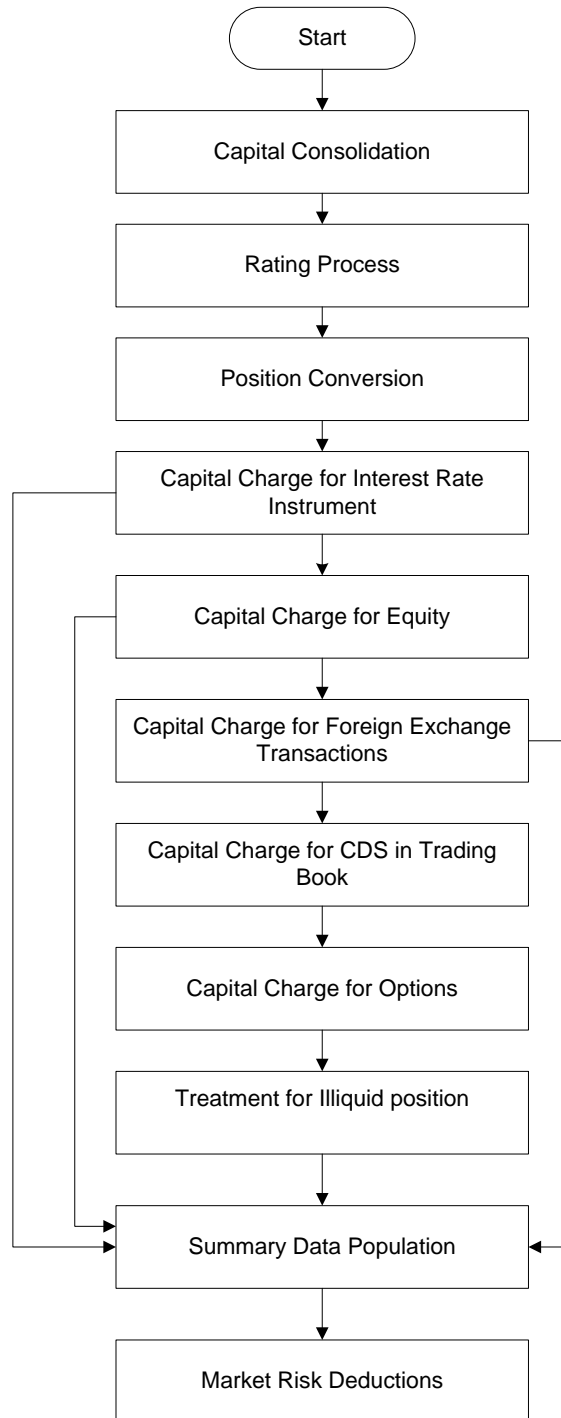 Start
Capital Consolidation
Rating Process
Position Conversion
Capital Charge for Interest Rate
Instrument
Capital Charge for Equity
Capital Charge for Foreign Exchange
Transactions
Capital Charge for CDS in Trading
Book
Capital Charge for Options
Treatment for Illiquid position
Summary Data Population
Market Risk Deductions